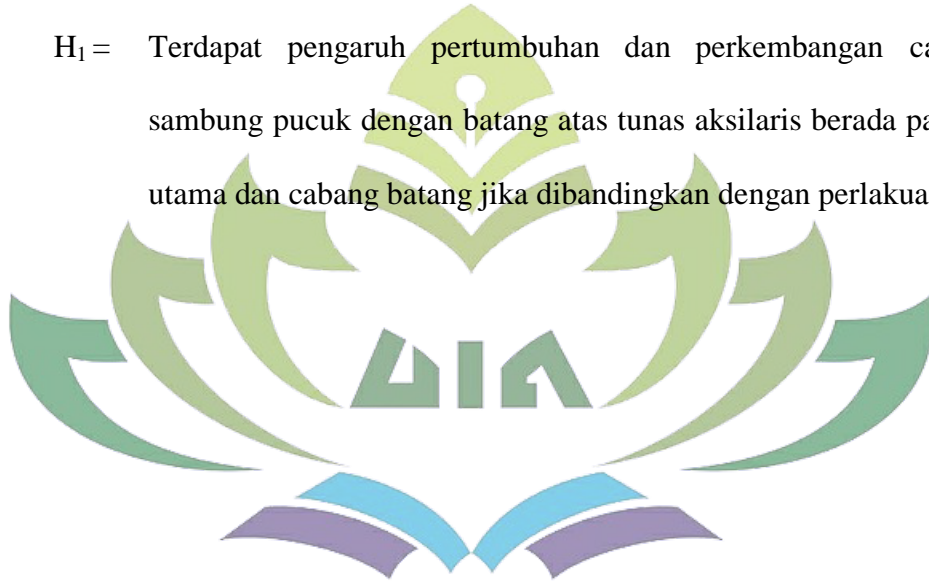 H₁ = Terdapat pengaruh pertumbuhan dan perkembangan
sambung pucuk dengan batang atas tunas aksilaris berada
utama dan cabang batang jika dibandingkan dengan
UIN